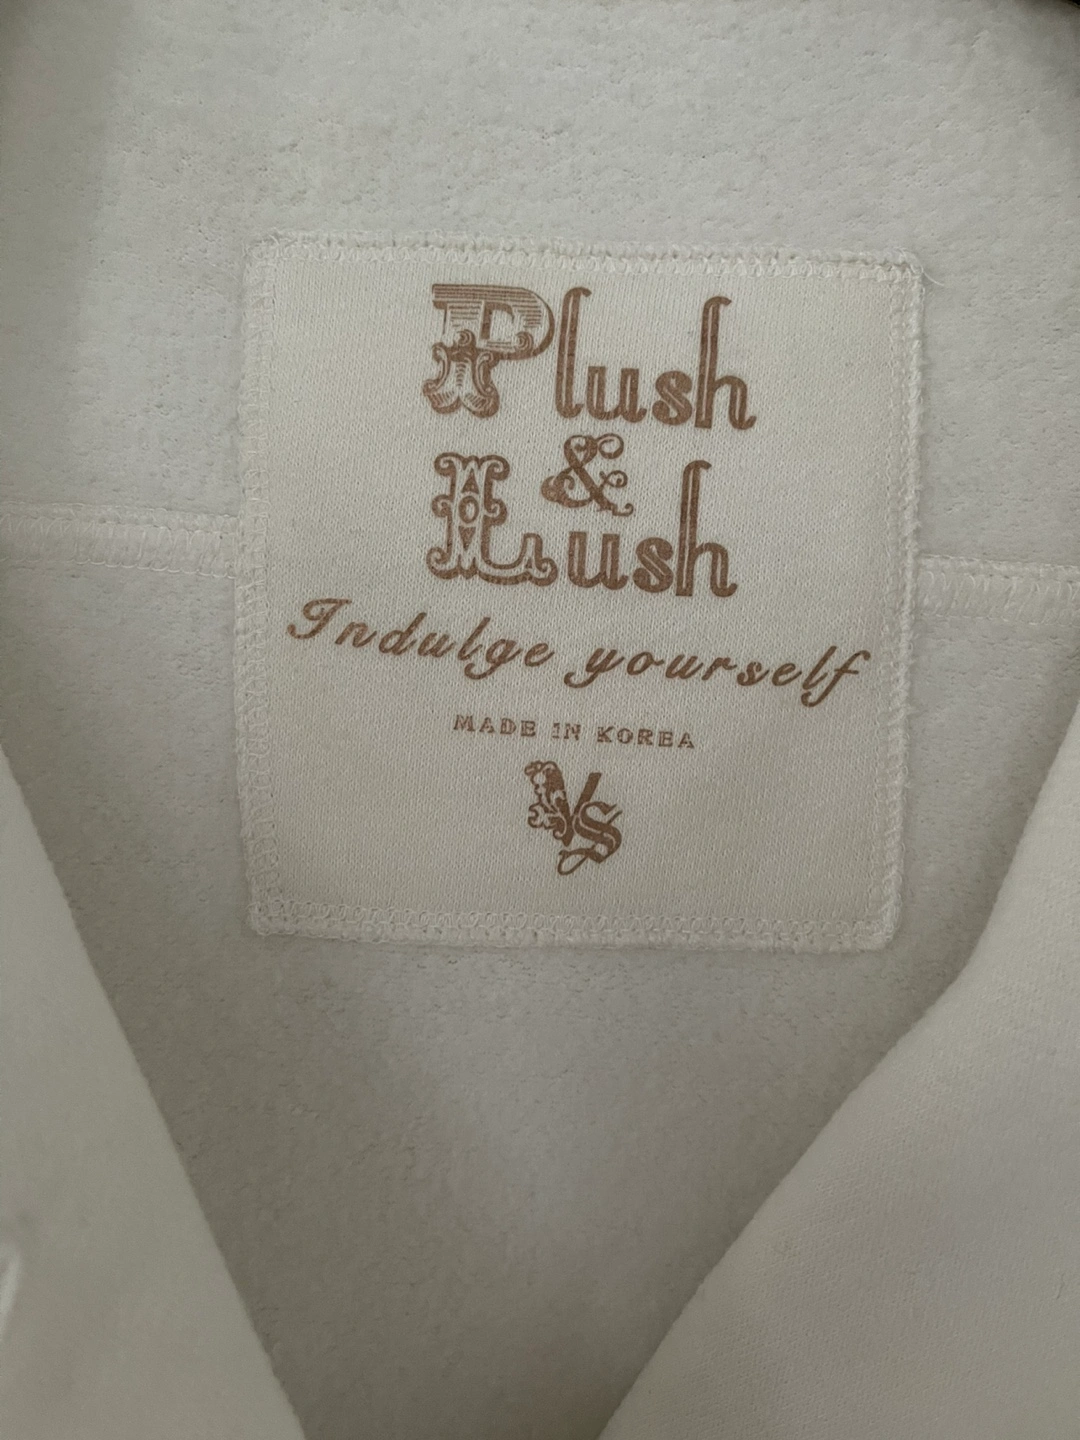 Plush
&
Lush
Indulge yourself
MADE IN KOREA
VS